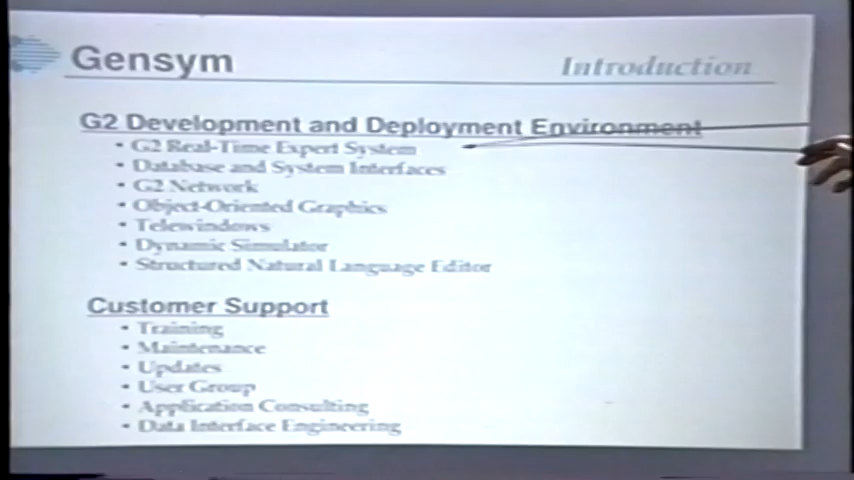 Gensym
Introduction
G2 Development and Deployment Environment
• G2 Real-Time Expert System
• Database and System Interfaces
• G2 Network
• Object-Oriented Graphics
• Telewindows
• Dynamic Simulator
• Structured Natural Language Editor
Customer Support
• Training
• Maintenance
• Updates
• User Group
• Application Consulting
• Data Interface Engineering